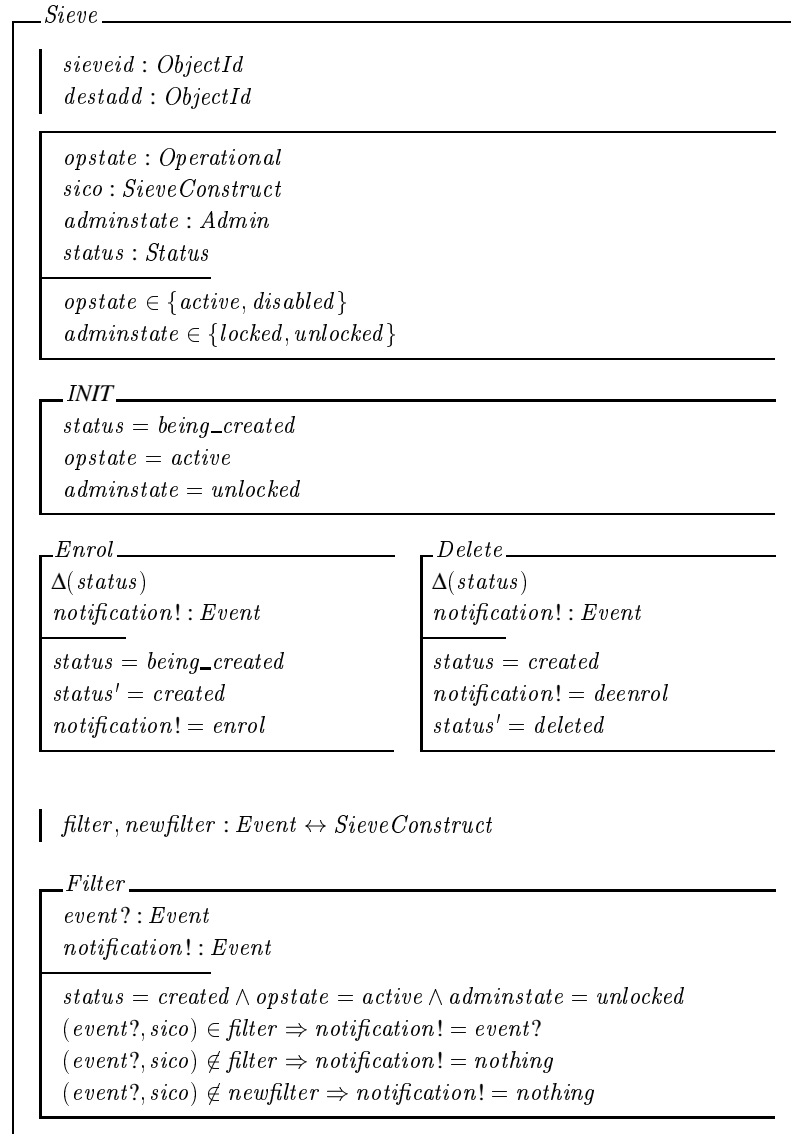 Sieve
sieveid : ObjectId
destadd : ObjectId
opstate : Operational
sico : SieveConstruct
adminstate : Admin
status : Status
opstate ∈ {active, disabled}
adminstate ∈ {locked, unlocked}
INIT
status = being_created
opstate = active
adminstate = unlocked
Enrol
Δ(status)
notification! : Event
status = being_created
status′ = created
notification! = enrol
Delete
Δ(status)
notification! : Event
status = created
notification! = deenrol
status′ = deleted
filter, newfilter : Event ↔ SieveConstruct
Filter
event? : Event
notification! : Event
status = created ∧ opstate = active ∧ adminstate = unlocked
(event?, sico) ∈ filter ⇒ notification! = event?
(event?, sico) ∉ filter ⇒ notification! = nothing
(event?, sico) ∉ newfilter ⇒ notification! = nothing